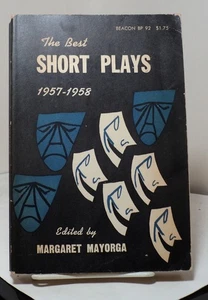 BEACON BP 92 $1.75
The Best
SHORT PLAYS
1957-1958
Edited by
MARGARET MAYORGA